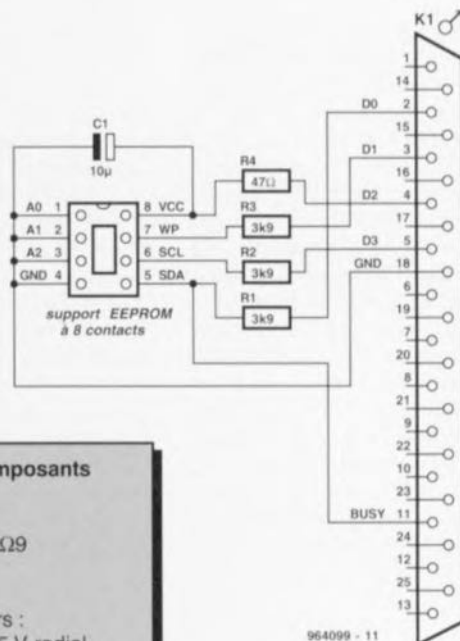 K1
1
14
D0 2
15
D1 3
16
D2 4
17
D3 5
GND 18
6
19
7
20
8
21
9
22
10
23
BUSY 11
24
12
25
13
C1
10µ
R4
47Ω
R3
3k9
R2
3k9
R1
3k9
A0 1
A1 2
A2 3
GND 4
8 VCC
7 WP
6 SCL
5 SDA
support EEPROM
à 8 contacts
mposants
Ω9
rs :
V radial
964099 - 11